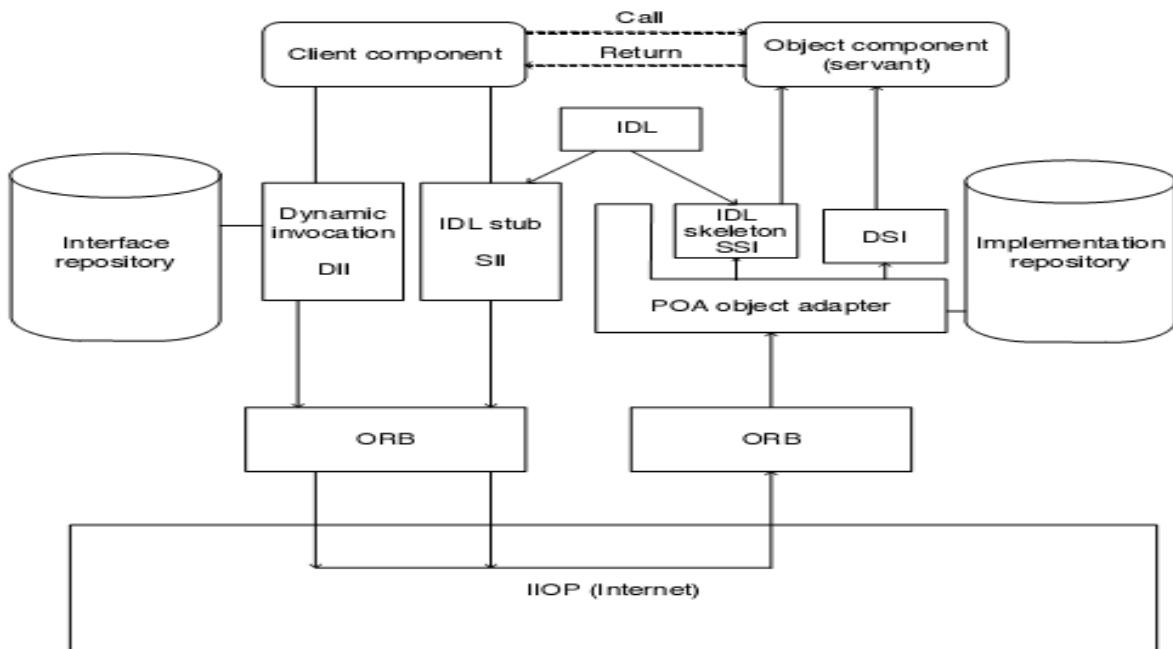 Call
Client component
Return
Object component
(servant)
IDL
Interface
repository
Dynamic
invocation
DII
IDL stub
SII
IDL
skeleton
SSI
DSI
Implementation
repository
POA object adapter
ORB
ORB
IIOP (Internet)